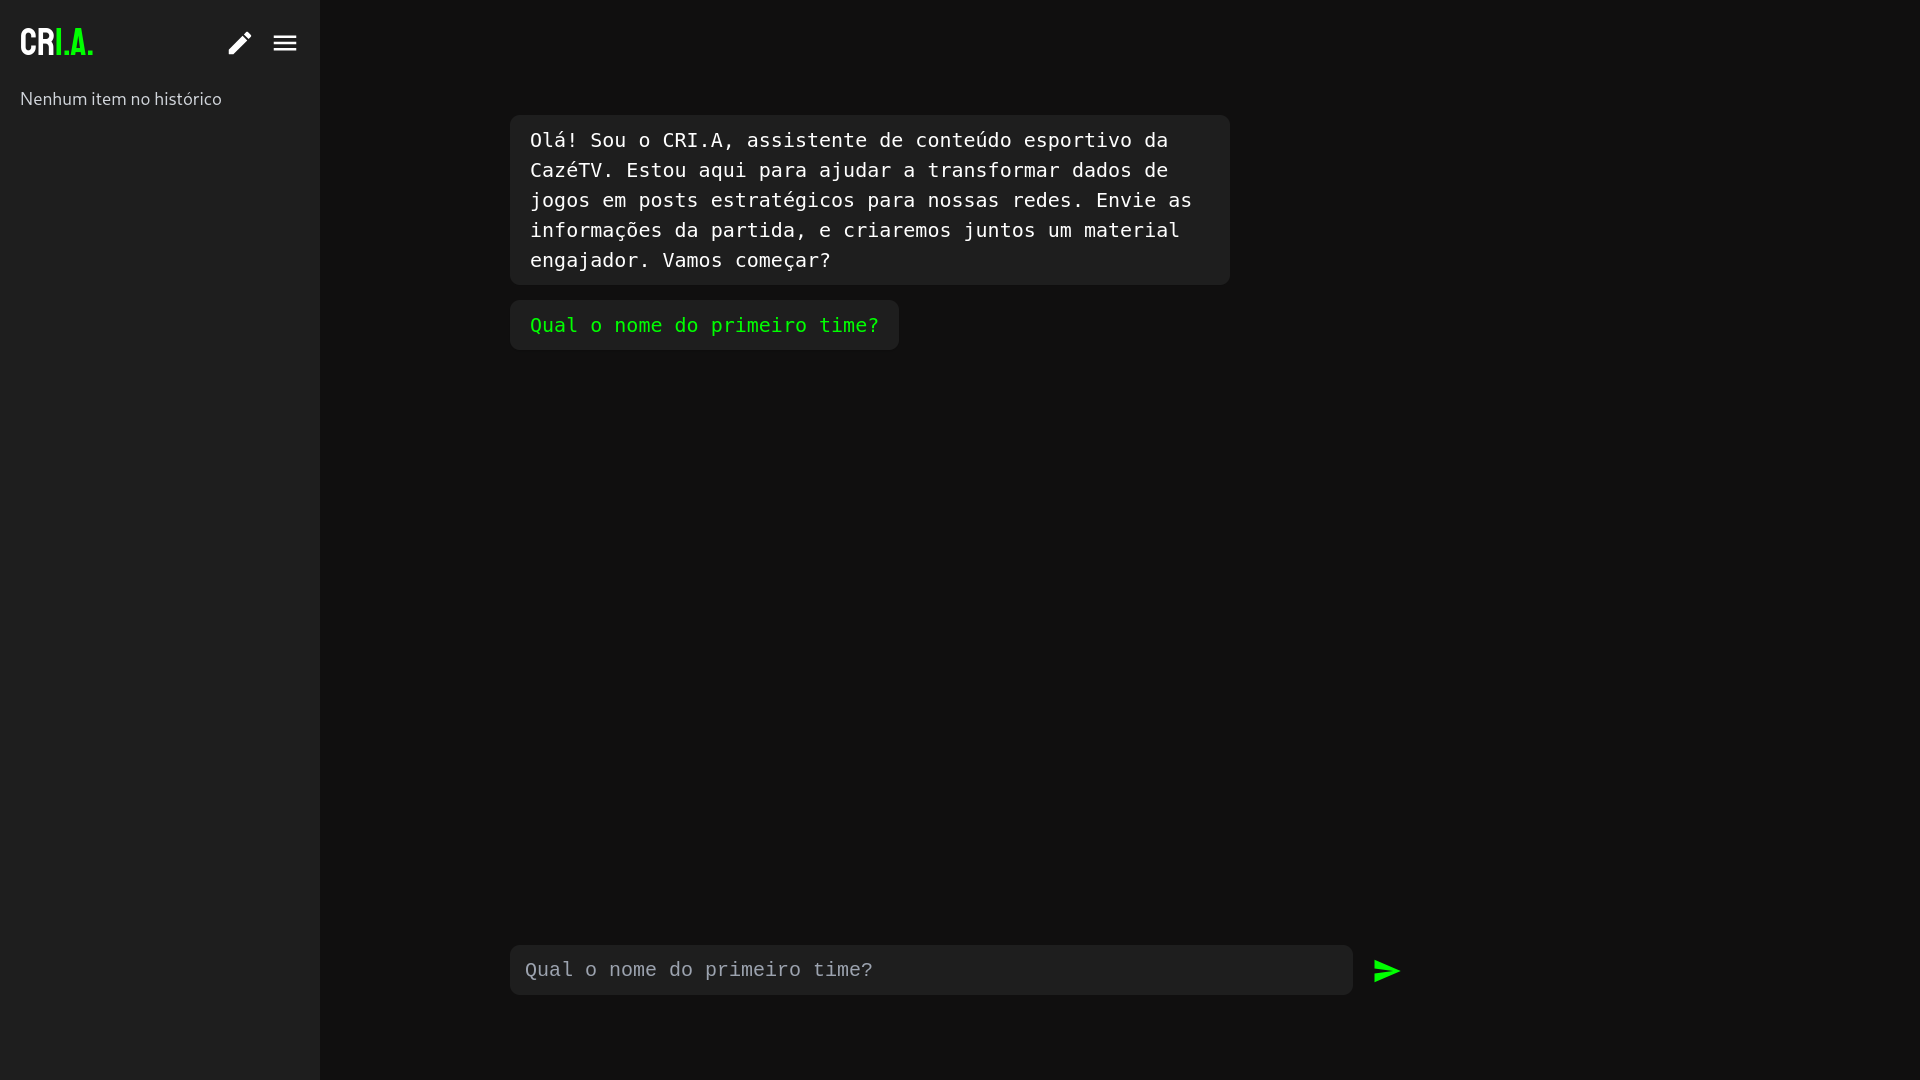 CRI.A.
Nenhum item no histórico
Olá! Sou o CRI.A, assistente de conteúdo esportivo da
CazéTV. Estou aqui para ajudar a transformar dados de
jogos em posts estratégicos para nossas redes. Envie as
informações da partida, e criaremos juntos um material
engajador. Vamos começar?
Qual o nome do primeiro time?
Qual o nome do primeiro time?